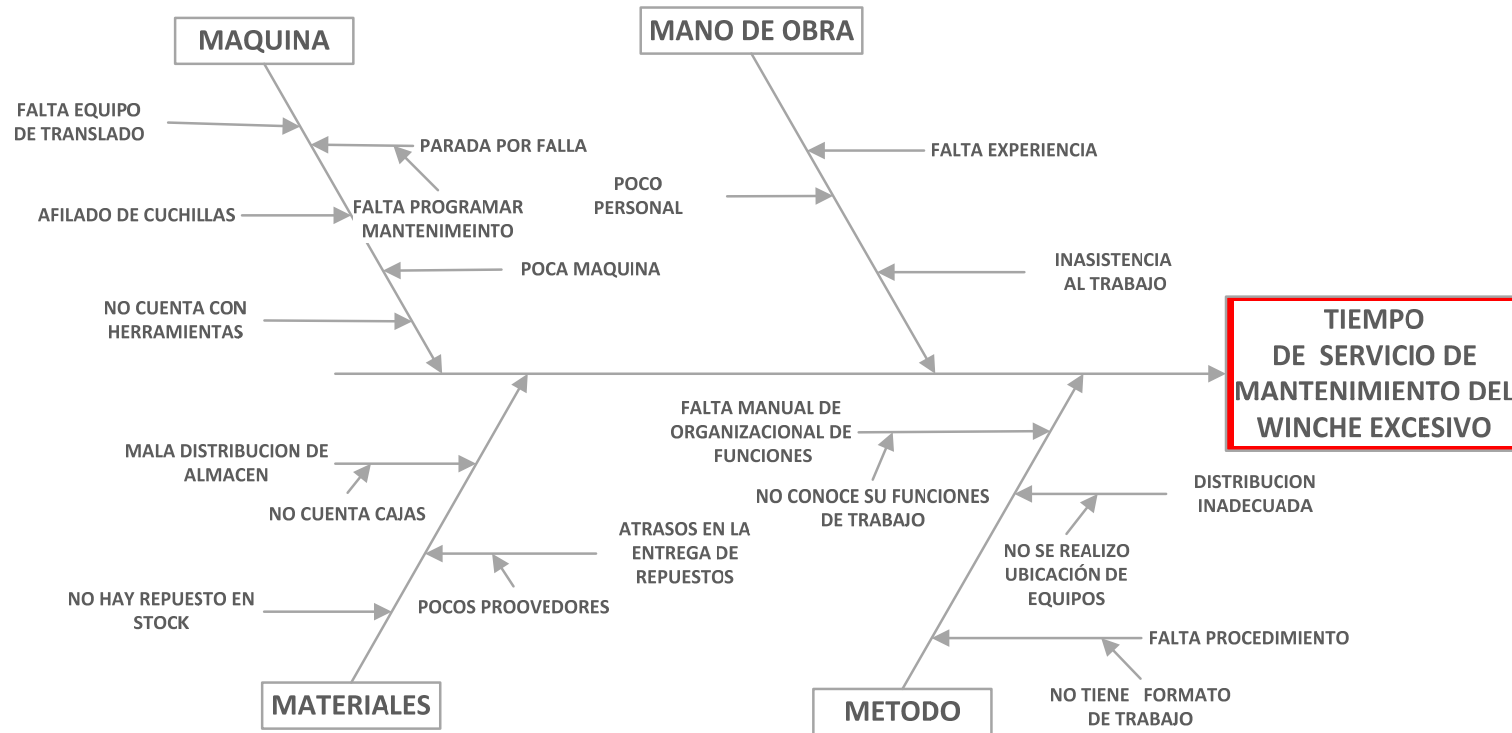 MAQUINA
MANO DE OBRA
FALTA EQUIPO
DE TRANSLADO
PARADA POR FALLA
FALTA PROGRAMAR
MANTENIMEINTO
AFILADO DE CUCHILLAS
POCA MAQUINA
NO CUENTA CON
HERRAMIENTAS
FALTA EXPERIENCIA
POCO
PERSONAL
INASISTENCIA
AL TRABAJO
TIEMPO
DE SERVICIO DE
MANTENIMIENTO DEL
WINCHE EXCESIVO
MALA DISTRIBUCION DE
ALMACEN
NO CUENTA CAJAS
ATRASOS EN LA
ENTREGA DE
REPUESTOS
POCOS PROOVEDORES
NO HAY REPUESTO EN
STOCK
MATERIALES
FALTA MANUAL DE
ORGANIZACIONAL DE
FUNCIONES
NO CONOCE SU FUNCIONES
DE TRABAJO
DISTRIBUCION
INADECUADA
NO SE REALIZO
UBICACIÓN DE
EQUIPOS
FALTA PROCEDIMIENTO
NO TIENE FORMATO
DE TRABAJO
METODO